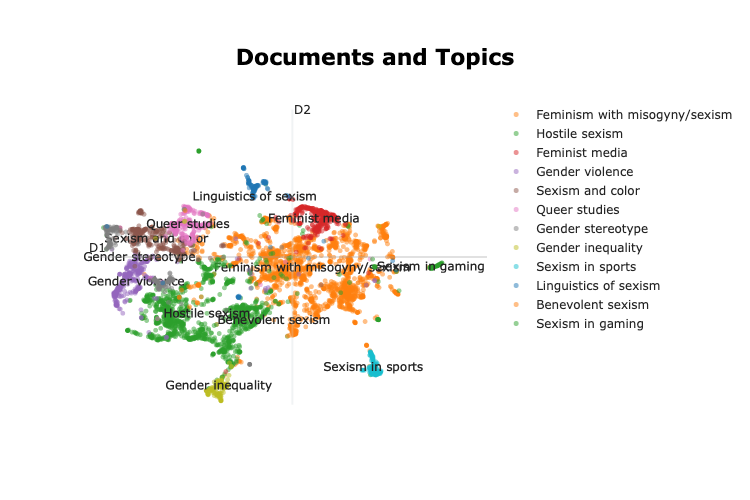 Documents and Topics
D2
Feminism with misogyny/sexism
Hostile sexism
Feminist media
Gender violence
Sexism and color
Queer studies
Gender stereotype
Gender inequality
Sexism in sports
Linguistics of sexism
Benevolent sexism
Sexism in gaming
Linguistics of sexism
Feminist media
Queer studies
Sexism and color
D1
Gender stereotype
Feminism with misogyny/sexism
Sexism in gaming
Gender violence
Hostile sexism
Benevolent sexism
Sexism in sports
Gender inequality